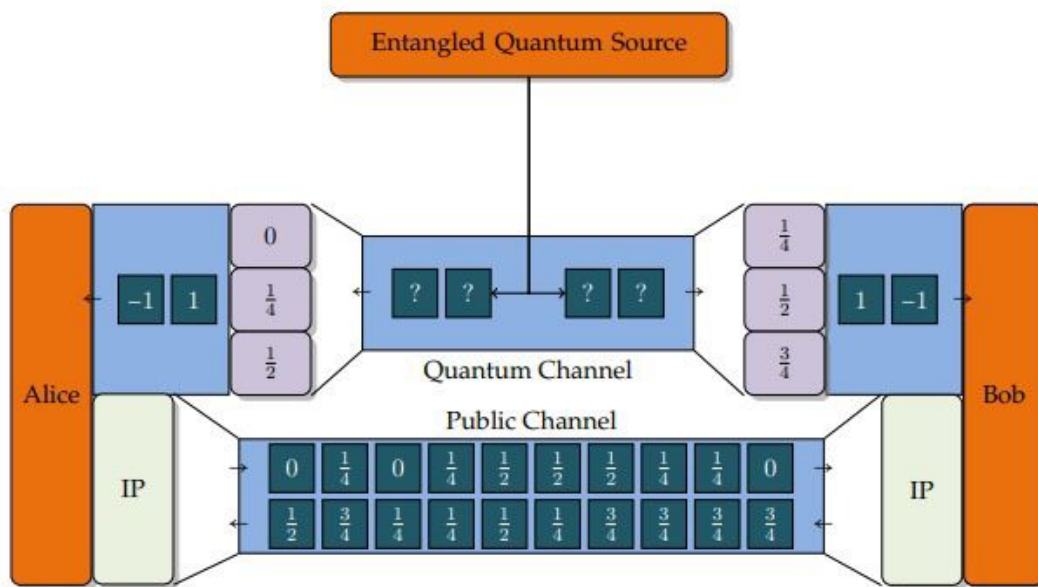 Entangled Quantum Source
0
1/4
1/2
−1 1
? ? ? ?
1/4
1/2
3/4
1 −1
Quantum Channel
Alice
Bob
Public Channel
IP
0 1/4 0 1/4 1/2 1/2 1/2 1/4 1/4 0
1/2 3/4 1/4 1/4 1/2 1/4 3/4 3/4 3/4 3/4
IP